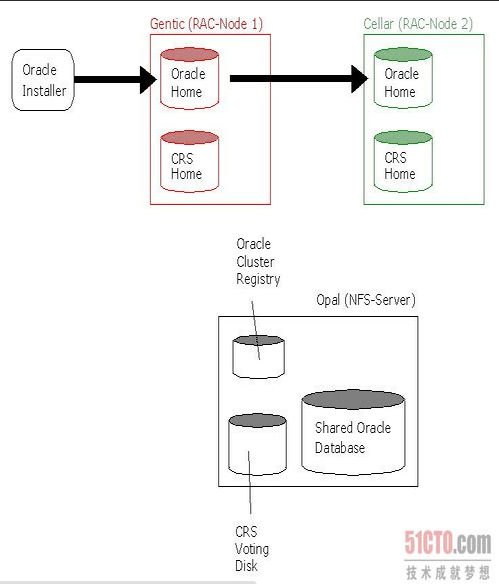 Gentic (RAC-Node 1)
Cellar (RAC-Node 2)
Oracle
Installer
Oracle
Home
Oracle
Home
CRS
Home
CRS
Home
Oracle
Cluster
Registry
Opal (NFS-Server)
Shared Oracle
Database
CRS
Voting
Disk
51CTO.com
技术成就梦想